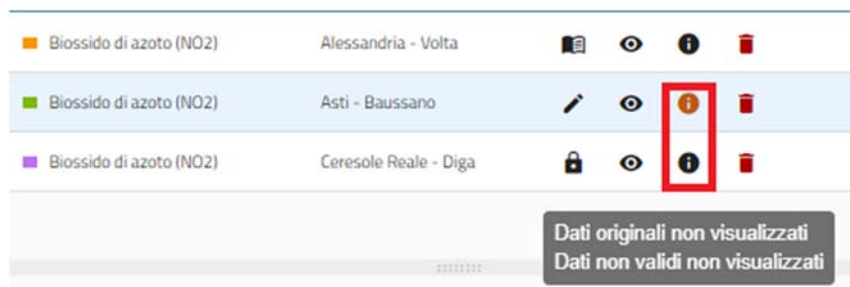 Biossido di azoto (NO2) Alessandria - Volta
Biossido di azoto (NO2) Asti - Baussano
Biossido di azoto (NO2) Ceresole Reale - Diga
Dati originali non visualizzati
Dati non validi non visualizzati